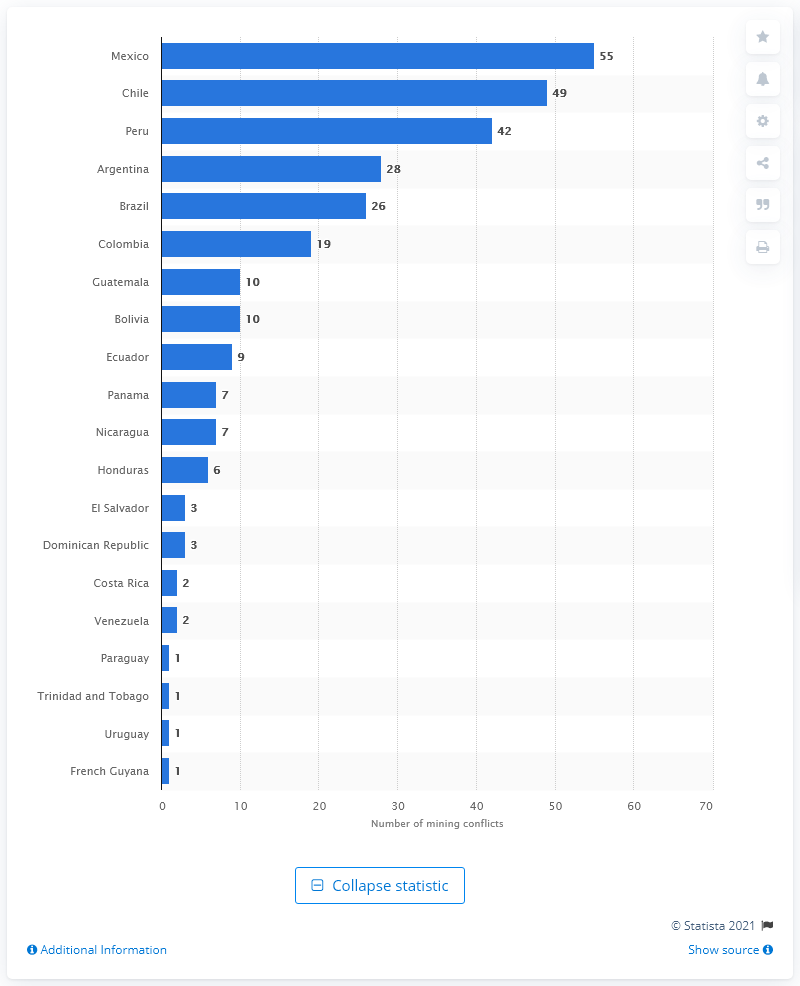 Mexico 55
Chile 49
Peru 42
Argentina 28
Brazil 26
Colombia 19
Guatemala 10
Bolivia 10
Ecuador 9
Panama 7
Nicaragua 7
Honduras 6
El Salvador 3
Dominican Republic 3
Costa Rica 2
Venezuela 2
Paraguay 1
Trinidad and Tobago 1
Uruguay 1
French Guyana 1
0 10 20 30 40 50 60 70
Number of mining conflicts
Collapse statistic
© Statista 2021
Additional Information
Show source